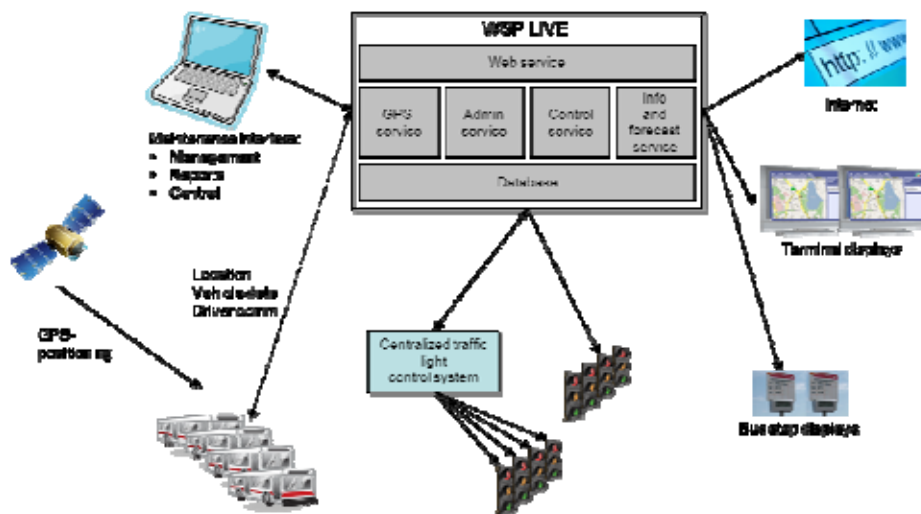 WSP LIVE
Web service
GPS
service
Admin
service
Control
service
Info
and
forecast
service
Database
Maintenance interface:
• Management
• Reports
• Control
Location
Vehicle data
Driver comm
GPS-
positioning
Centralized traffic
light
control system
http://ww
Internet
Terminal displays
Bus stop displays